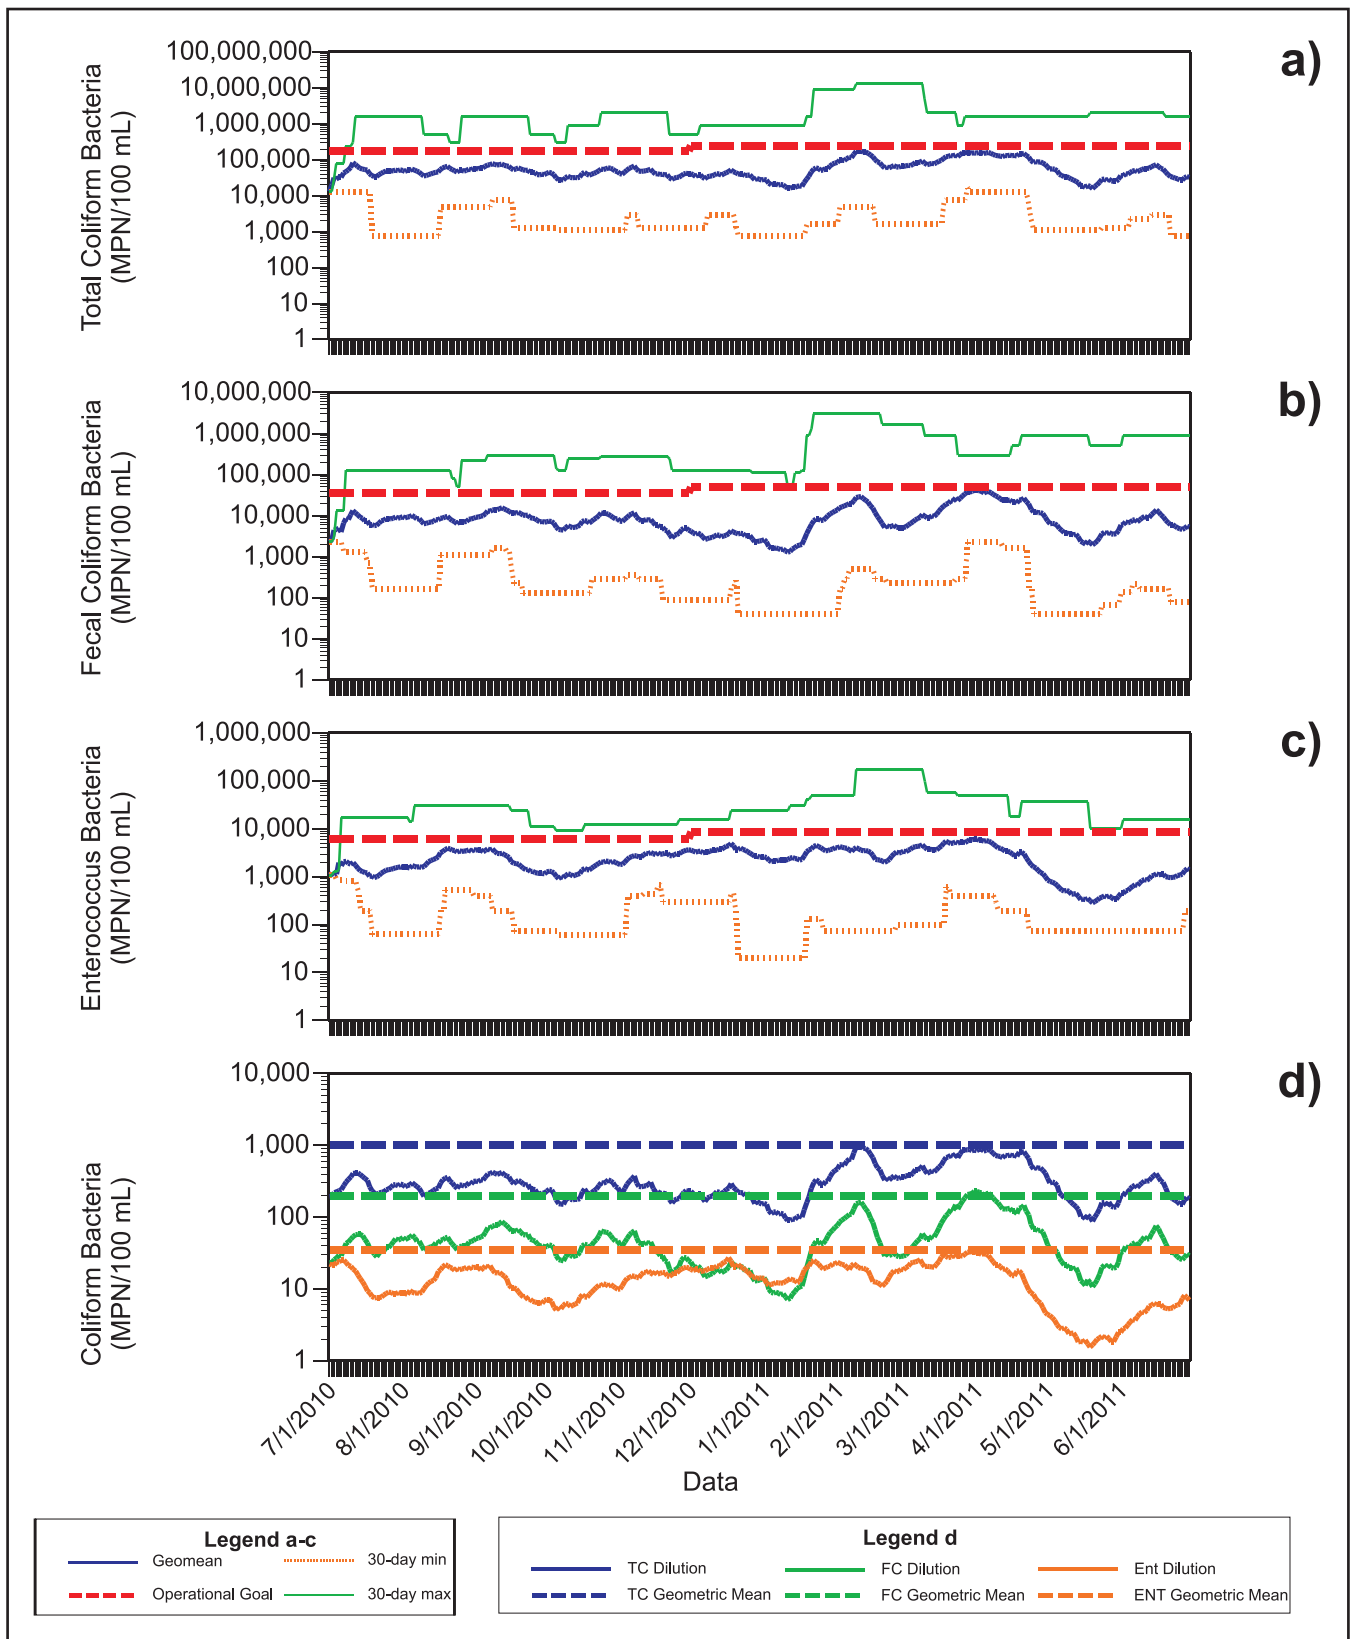 a)
100,000,000
10,000,000
1,000,000
100,000
10,000
1,000
100
10
1
Total Coliform Bacteria
(MPN/100 mL)
b)
10,000,000
1,000,000
100,000
10,000
1,000
100
10
1
Fecal Coliform Bacteria
(MPN/100 mL)
c)
1,000,000
100,000
10,000
1,000
100
10
1
Enterococcus Bacteria
(MPN/100 mL)
d)
10,000
1,000
100
10
1
Coliform Bacteria
(MPN/100 mL)
7/1/2010
8/1/2010
9/1/2010
10/1/2010
11/1/2010
12/1/2010
1/1/2011
2/1/2011
3/1/2011
4/1/2011
5/1/2011
6/1/2011
Data
Legend a-c
Geomean
30-day min
Operational Goal
30-day max
Legend d
TC Dilution
FC Dilution
Ent Dilution
TC Geometric Mean
FC Geometric Mean
ENT Geometric Mean